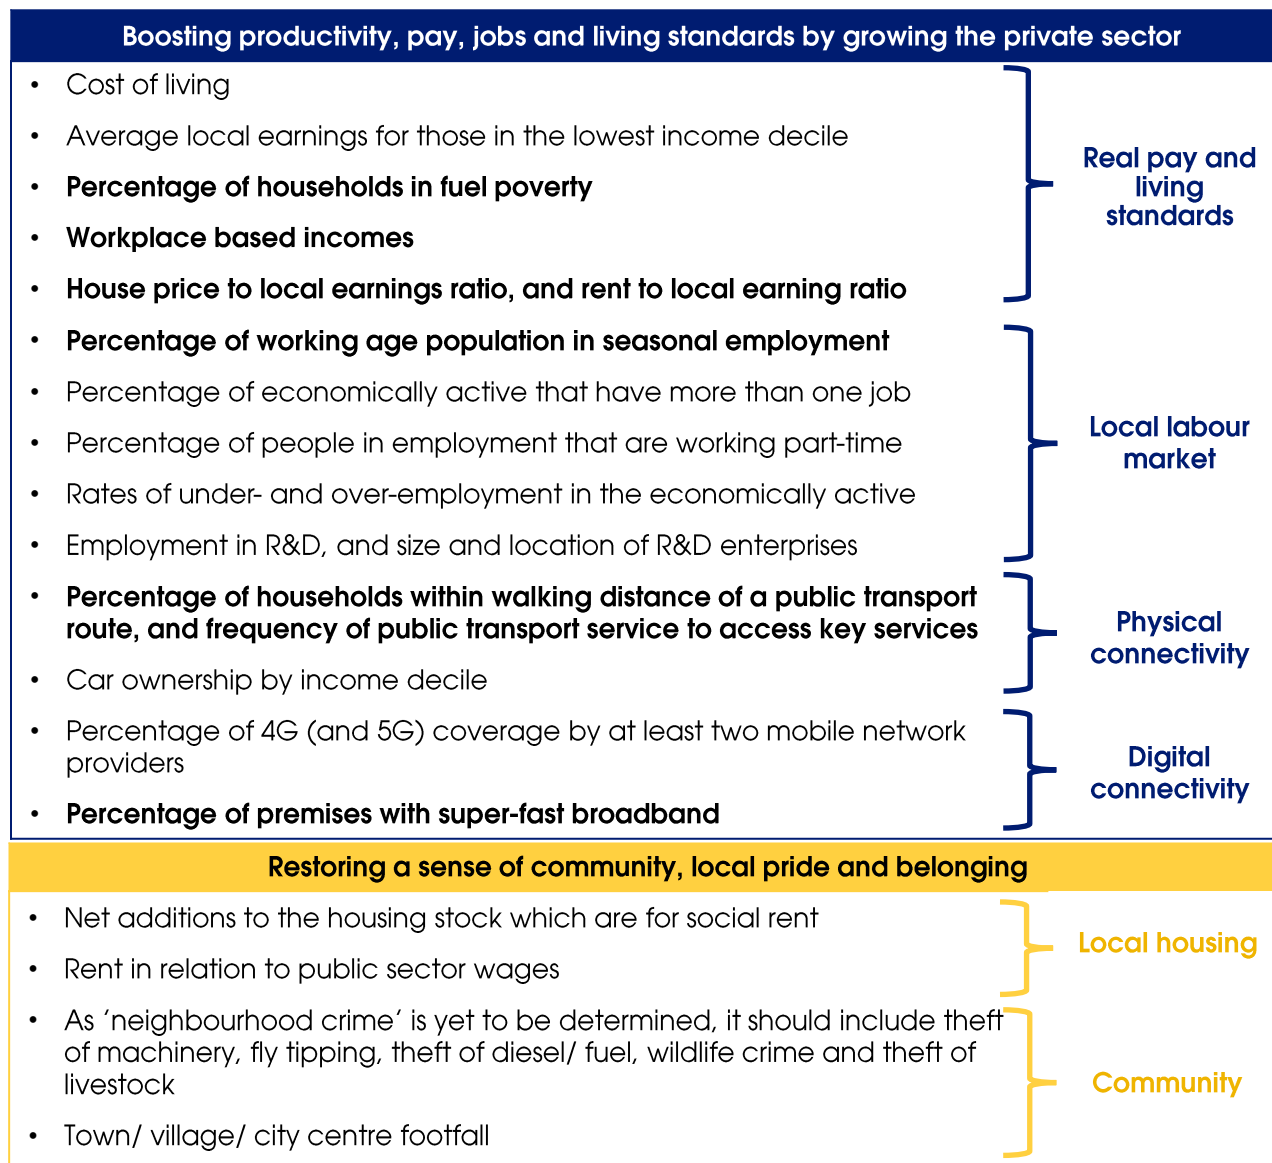 Boosting productivity, pay, jobs and living standards by growing the private sector
• Cost of living
• Average local earnings for those in the lowest income decile
• Percentage of households in fuel poverty
• Workplace based incomes
• House price to local earnings ratio, and rent to local earning ratio
Real pay and
living
standards
• Percentage of working age population in seasonal employment
• Percentage of economically active that have more than one job
• Percentage of people in employment that are working part-time
• Rates of under- and over-employment in the economically active
• Employment in R&D, and size and location of R&D enterprises
Local labour
market
• Percentage of households within walking distance of a public transport
route, and frequency of public transport service to access key services
• Car ownership by income decile
Physical
connectivity
• Percentage of 4G (and 5G) coverage by at least two mobile network
providers
• Percentage of premises with super-fast broadband
Digital
connectivity
Restoring a sense of community, local pride and belonging
• Net additions to the housing stock which are for social rent
• Rent in relation to public sector wages
Local housing
• As ‘neighbourhood crime’ is yet to be determined, it should include theft
of machinery, fly tipping, theft of diesel/ fuel, wildlife crime and theft of
livestock
• Town/ village/ city centre footfall
Community